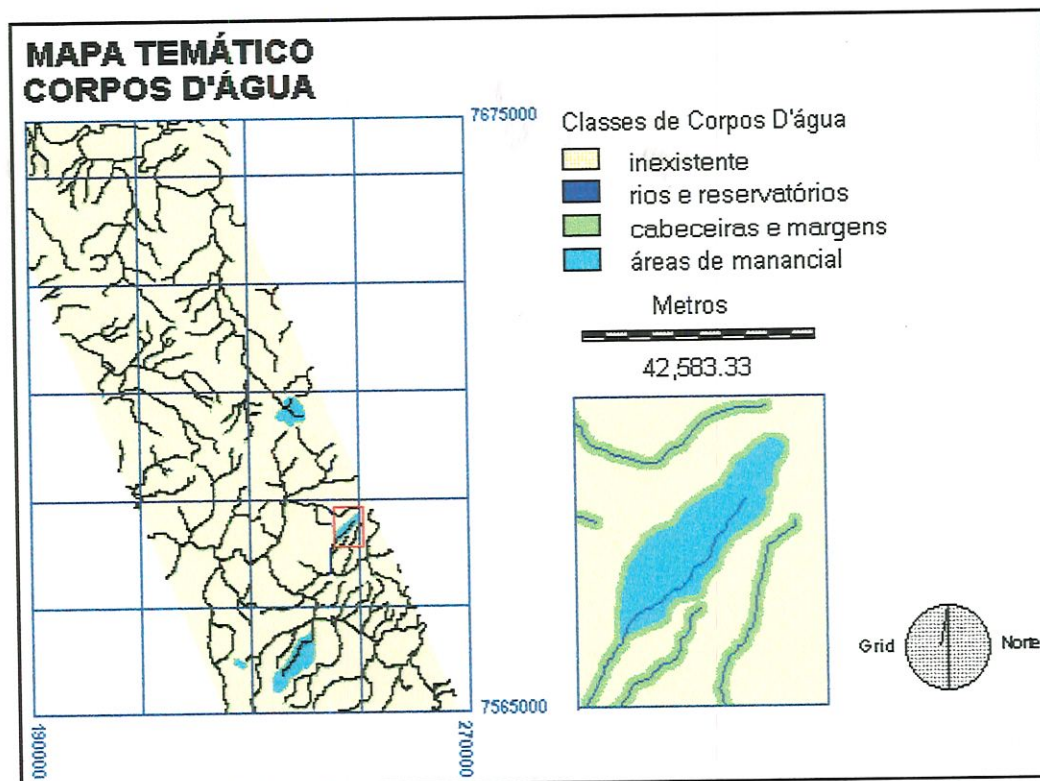 MAPA TEMÁTICO
CORPOS D'ÁGUA
7675000
Classes de Corpos D'água
inexistente
rios e reservatórios
cabeceiras e margens
áreas de manancial
Metros
42,583.33
Grid
Norte
7565000
190000
270000